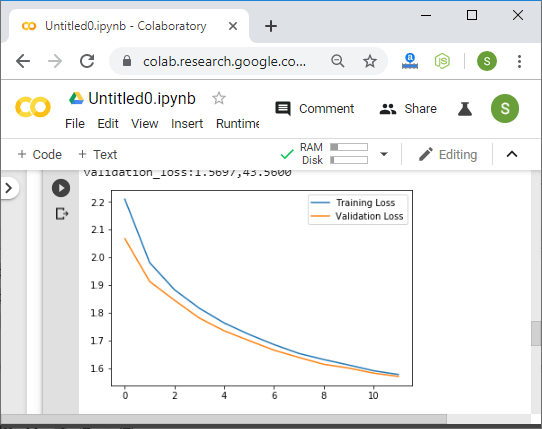 Untitled0.ipynb - Colaboratory
colab.research.google.co...
S
Untitled0.ipynb
Comment
Share
S
File Edit View Insert Runtime
+ Code + Text
RAM
Disk
Editing
validation_loss:1.5697,43.5600
Training Loss
Validation Loss
2.2
2.1
2.0
1.9
1.8
1.7
1.6
0 2 4 6 8 10